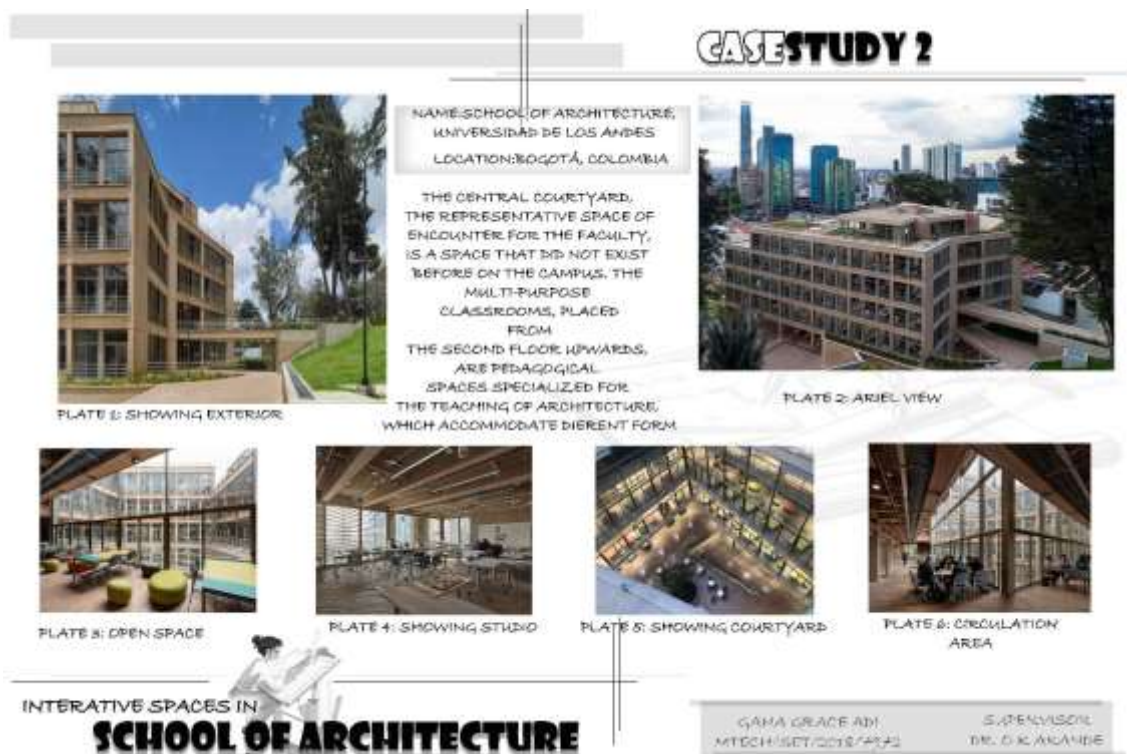 CASESTUDY 2
NAME:SCHOOL OF ARCHITECTURE,
UNIVERSIDAD DE LOS ANDES
LOCATION:BOGOTÁ, COLOMBIA
THE CENTRAL COURTYARD,
THE REPRESENTATIVE SPACE OF
ENCOUNTER FOR THE FACULTY,
IS A SPACE THAT DID NOT EXIST
BEFORE ON THE CAMPUS. THE
MULTI-PURPOSE
CLASSROOMS, PLACED
FROM
THE SECOND FLOOR UPWARDS,
ARE PEDAGOGICAL
SPACES SPECIALIZED FOR
THE TEACHING OF ARCHITECTURE,
WHICH ACCOMMODATE DIERENT FORM
PLATE 1: SHOWING EXTERIOR
PLATE 2: ARIEL VIEW
PLATE 3: OPEN SPACE
PLATE 4: SHOWING STUDIO
PLATE 5: SHOWING COURTYARD
PLATE 6: CIRCULATION
AREA
INTERATIVE SPACES IN
SCHOOL OF ARCHITECTURE
GAMA GRACE ADI
DR. O.K. AKANDE